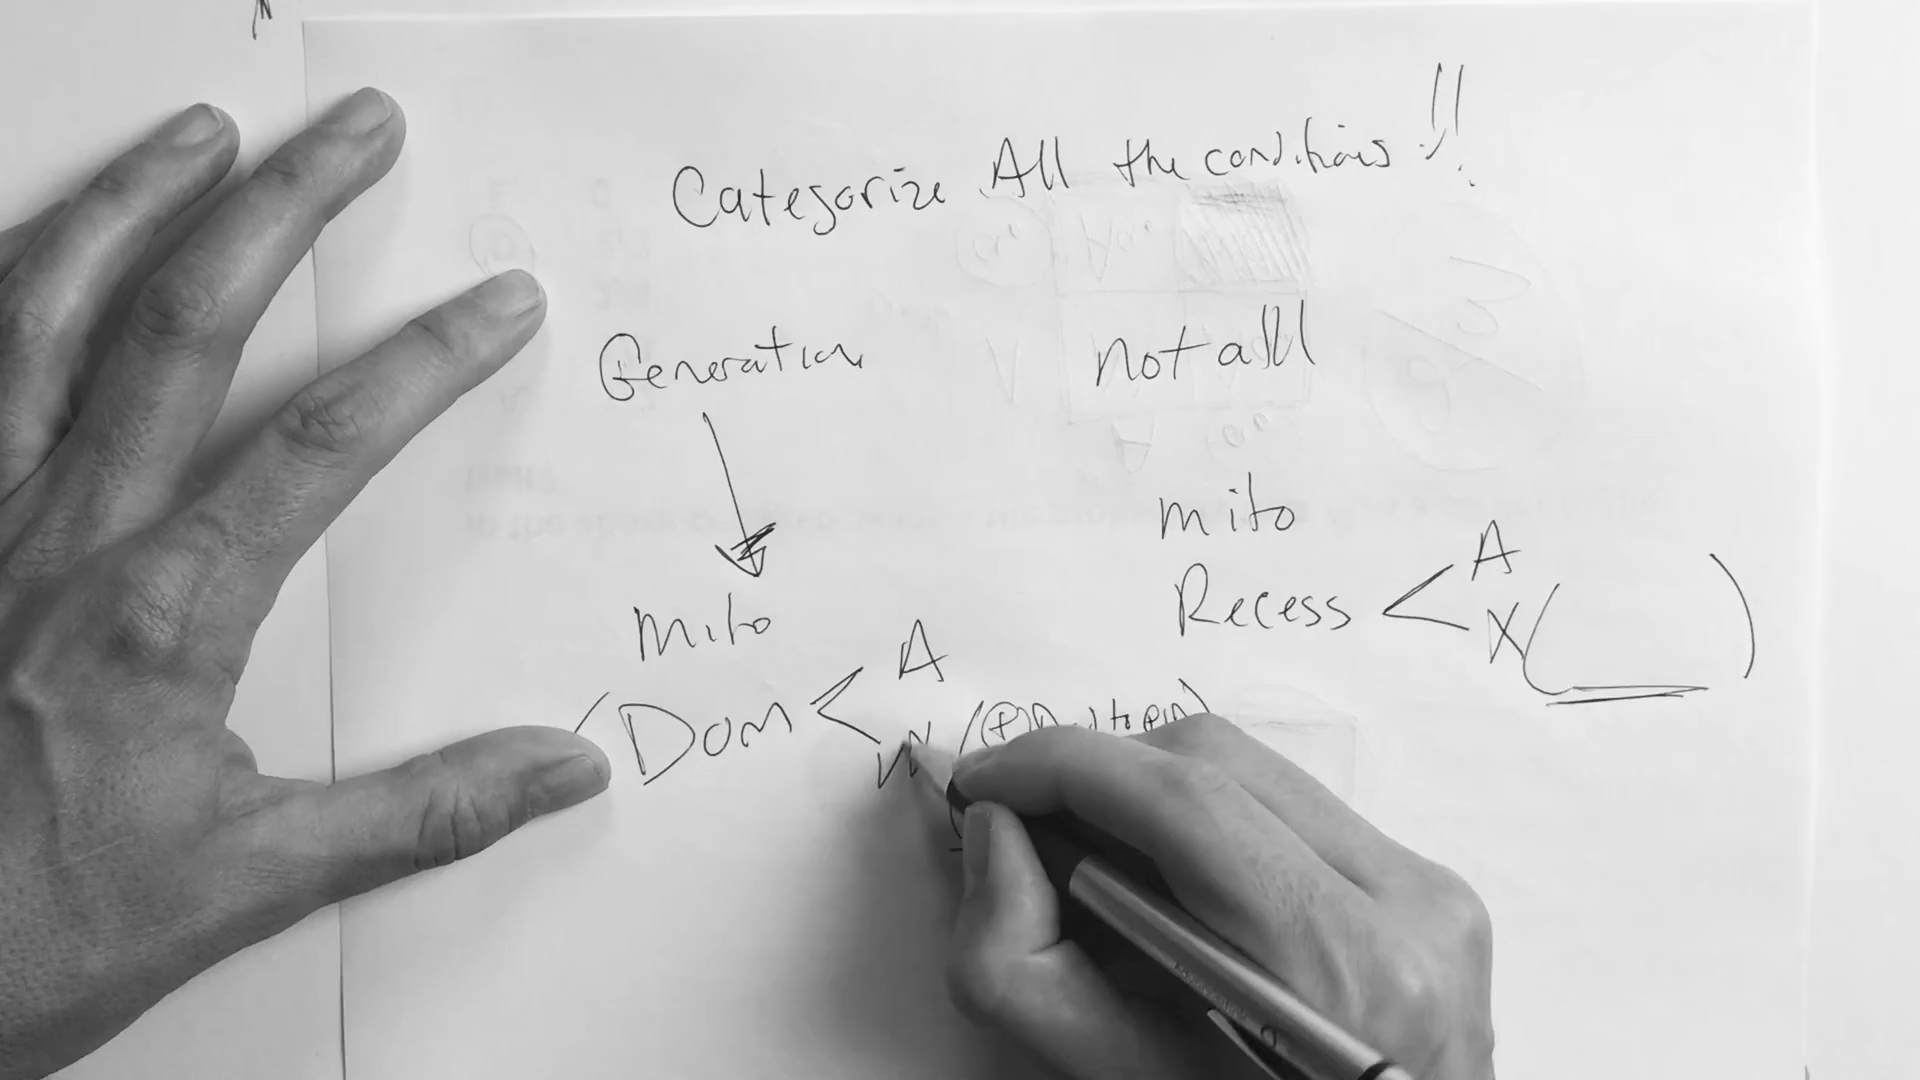 Categorize All the conditions!!
Generation
not all
Mito
Dom < A
mito
Recess < A
X ( )